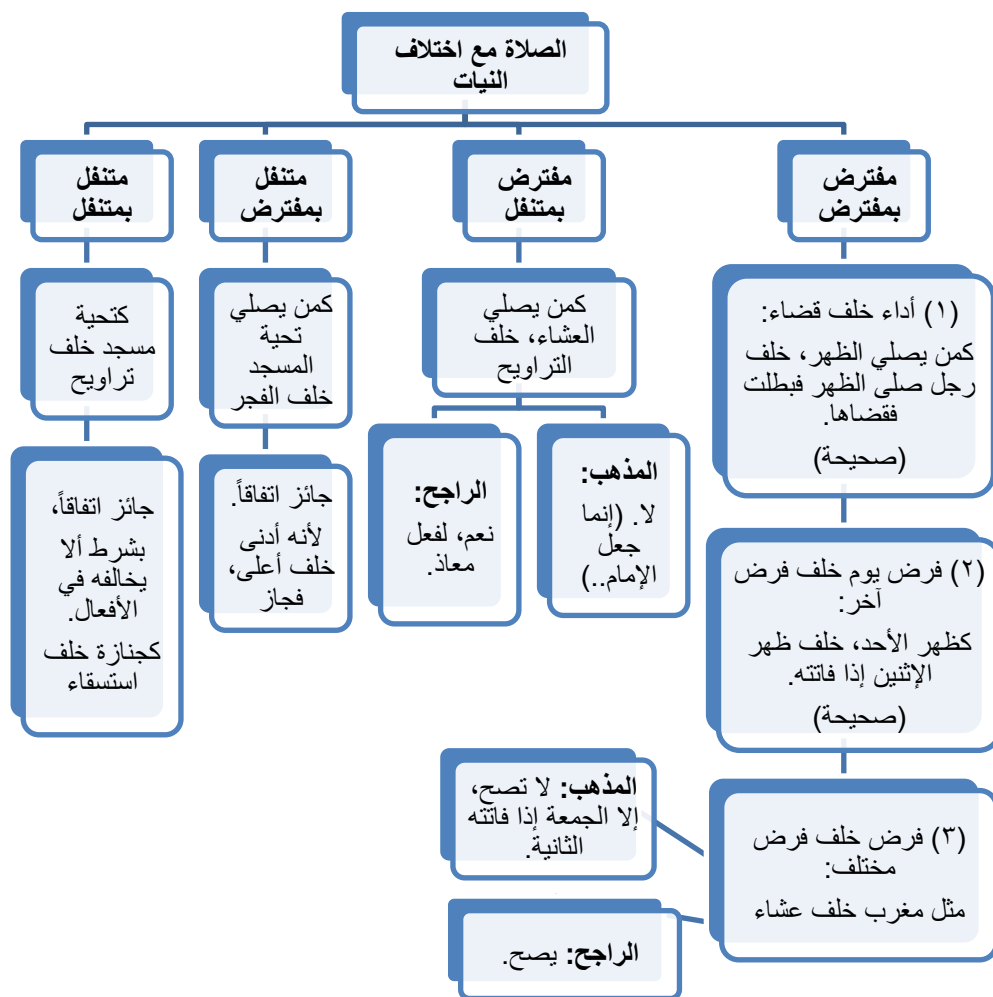 الصلاة مع اختلاف
النيات
مفترض
بمفترض
(١) أداء خلف قضاء:
كمن يصلي الظهر، خلف
رجل صلى الظهر فبطلت
فقضاها.
(صحيحة)
(٢) فرض يوم خلف فرض
آخر:
كظهر الأحد، خلف ظهر
الإثنين إذا فاتته.
(صحيحة)
(٣) فرض خلف فرض
مختلف:
مثل مغرب خلف عشاء
المذهب: لا تصح،
إلا الجمعة إذا فاتته
الثانية.
الراجح: يصح.
مفترض
بمتنفل
كمن يصلي
العشاء، خلف
التراويح
المذهب:
لا. (إنما
جعل
الإمام..)
الراجح:
نعم، لفعل
معاذ.
متنفل
بمفترض
كمن يصلي
تحية
المسجد
خلف الفجر
جائز اتفاقاً.
لأنه أدنى
خلف أعلى،
فجاز
متنفل
بمتنفل
كتحية
مسجد خلف
تراويح
جائز اتفاقاً،
بشرط ألا
يخالفه في
الأفعال.
كجنازة خلف
استسقاء